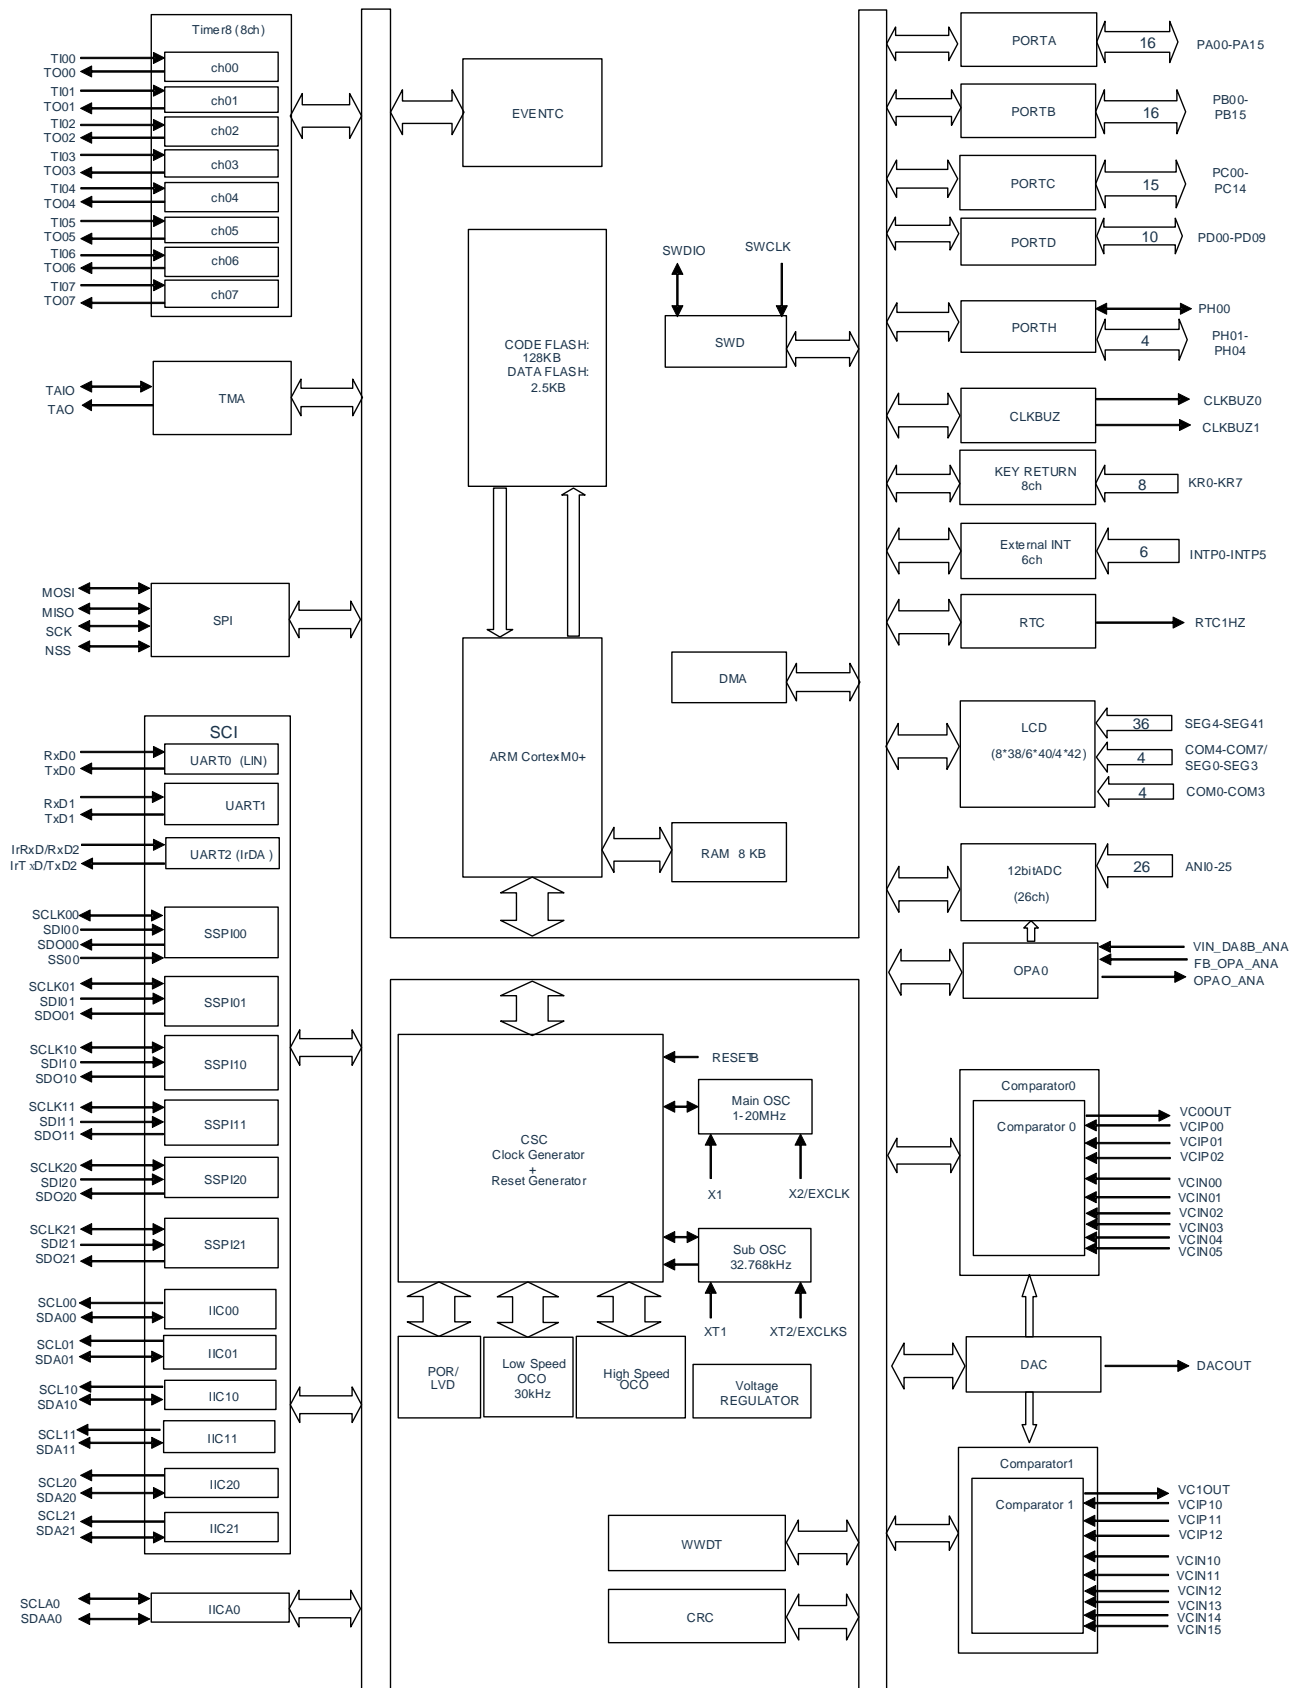 Timer8 (8ch)
TI00
TO00
ch00
TI01
TO01
ch01
TI02
TO02
ch02
TI03
TO03
ch03
TI04
TO04
ch04
TI05
TO05
ch05
TI06
TO06
ch06
TI07
TO07
ch07
TAIO
TAO
TMA
MOSI
MISO
SCK
NSS
SPI
SCI
RxD0
TxD0
UART0 (LIN)
RxD1
TxD1
UART1
IrRxD/RxD2
IrTxD/TxD2
UART2 (IrDA )
SCLK00
SDI00
SDO00
SS00
SSPI00
SCLK01
SDI01
SDO01
SSPI01
SCLK10
SDI10
SDO10
SSPI10
SCLK11
SDI11
SDO11
SSPI11
SCLK20
SDI20
SDO20
SSPI20
SCLK21
SDI21
SDO21
SSPI21
SCL00
SDA00
IIC00
SCL01
SDA01
IIC01
SCL10
SDA10
IIC10
SCL11
SDA11
IIC11
SCL20
SDA20
IIC20
SCL21
SDA21
IIC21
SCLA0
SDAA0
IICA0
EVENTC
CODE FLASH:
128KB
DATA FLASH:
2.5KB
SWDIO
SWCLK
SWD
DMA
ARM Cortex-M0+
RAM 8 KB
CSC
Clock Generator
+
Reset Generator
RESETB
Main OSC
1-20MHz
X1
X2/EXCLK
Sub OSC
32.768kHz
XT1
XT2/EXCLKS
POR/
LVD
Low Speed
OCO
30kHz
High Speed
OCO
Voltage
REGULATOR
WWDT
CRC
PORTA
16
PA00-PA15
PORTB
16
PB00-
PB15
PORTC
15
PC00-
PC14
PORTD
10
PD00-PD09
PORTH
PH00
4
PH01-
PH04
CLKBUZ
CLKBUZ0
CLKBUZ1
KEY RETURN
8ch
8
KR0-KR7
External INT
6ch
6
INTP0-INTP5
RTC
RTC1HZ
LCD
(8*38/6*40/4*42)
36
SEG4-SEG41
4
COM4-COM7/
SEG0-SEG3
4
COM0-COM3
12bitADC
(26ch)
26
ANI0-25
OPA0
VIN_DA8B_ANA
FB_OPA_ANA
OPAO_ANA
Comparator0
Comparator 0
VC0OUT
VCIP00
VCIP01
VCIP02
VCIN00
VCIN01
VCIN02
VCIN03
VCIN04
VCIN05
DAC
DACOUT
Comparator1
Comparator 1
VC1OUT
VCIP10
VCIP11
VCIP12
VCIN10
VCIN11
VCIN12
VCIN13
VCIN14
VCIN15